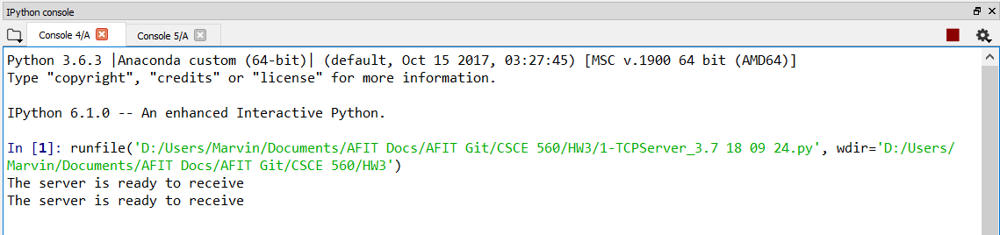 IPython console
Console 4/A
Console 5/A
Python 3.6.3 |Anaconda custom (64-bit)| (default, Oct 15 2017, 03:27:45) [MSC v.1900 64 bit (AMD64)]
Type "copyright", "credits" or "license" for more information.
IPython 6.1.0 -- An enhanced Interactive Python.
In [1]: runfile('D:/Users/Marvin/Documents/AFIT Docs/AFIT Git/CSCE 560/HW3/1-TCPServer_3.7 18 09 24.py', wdir='D:/Users/
Marvin/Documents/AFIT Docs/AFIT Git/CSCE 560/HW3')
The server is ready to receive
The server is ready to receive